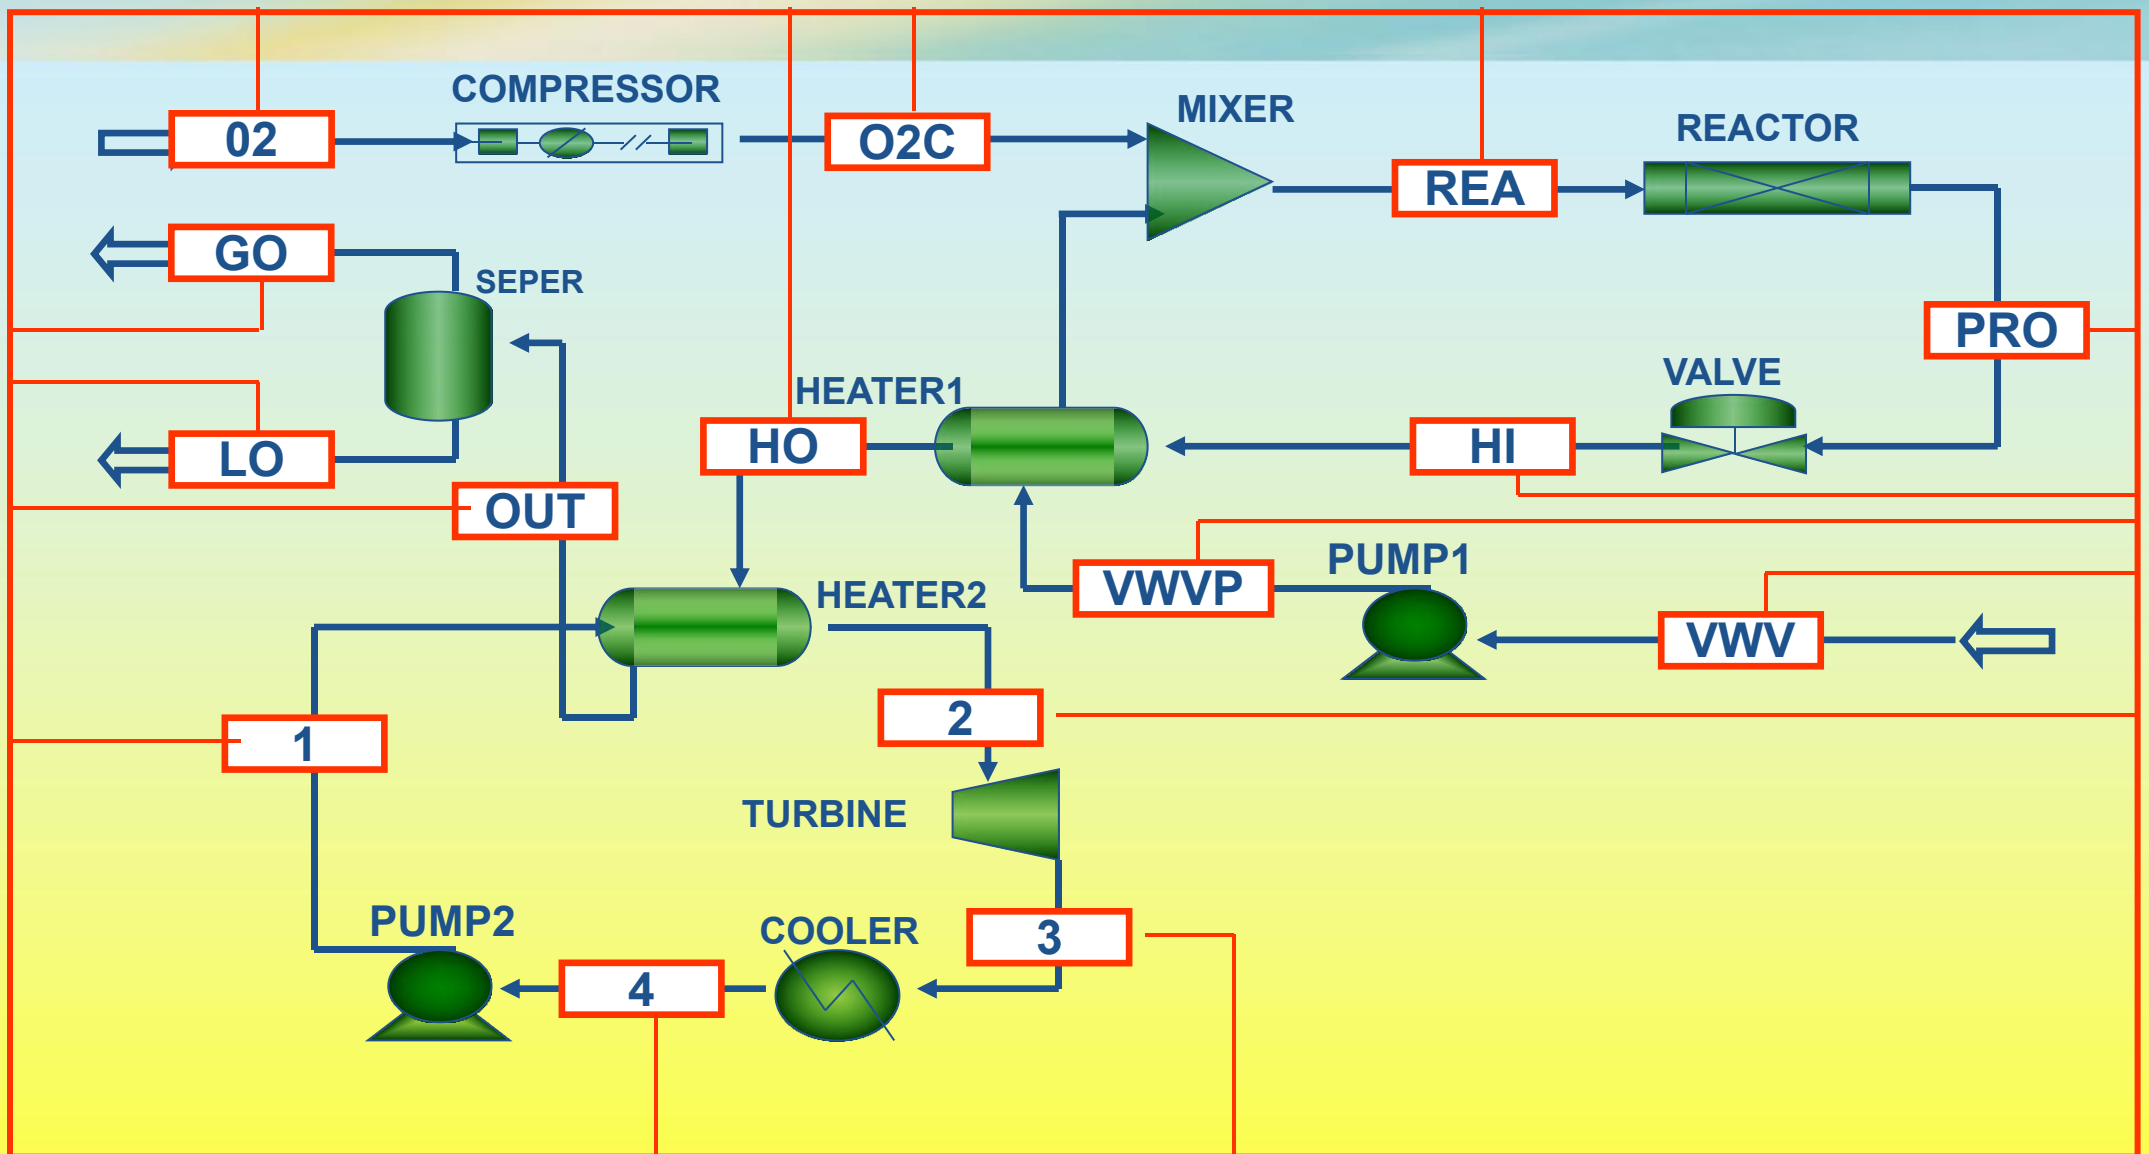 COMPRESSOR
02
O2C
MIXER
REACTOR
REA
GO
SEPER
PRO
HEATER1
VALVE
LO
HO
HI
OUT
VWVP
PUMP1
HEATER2
VWV
1
2
TURBINE
PUMP2
COOLER
3
4